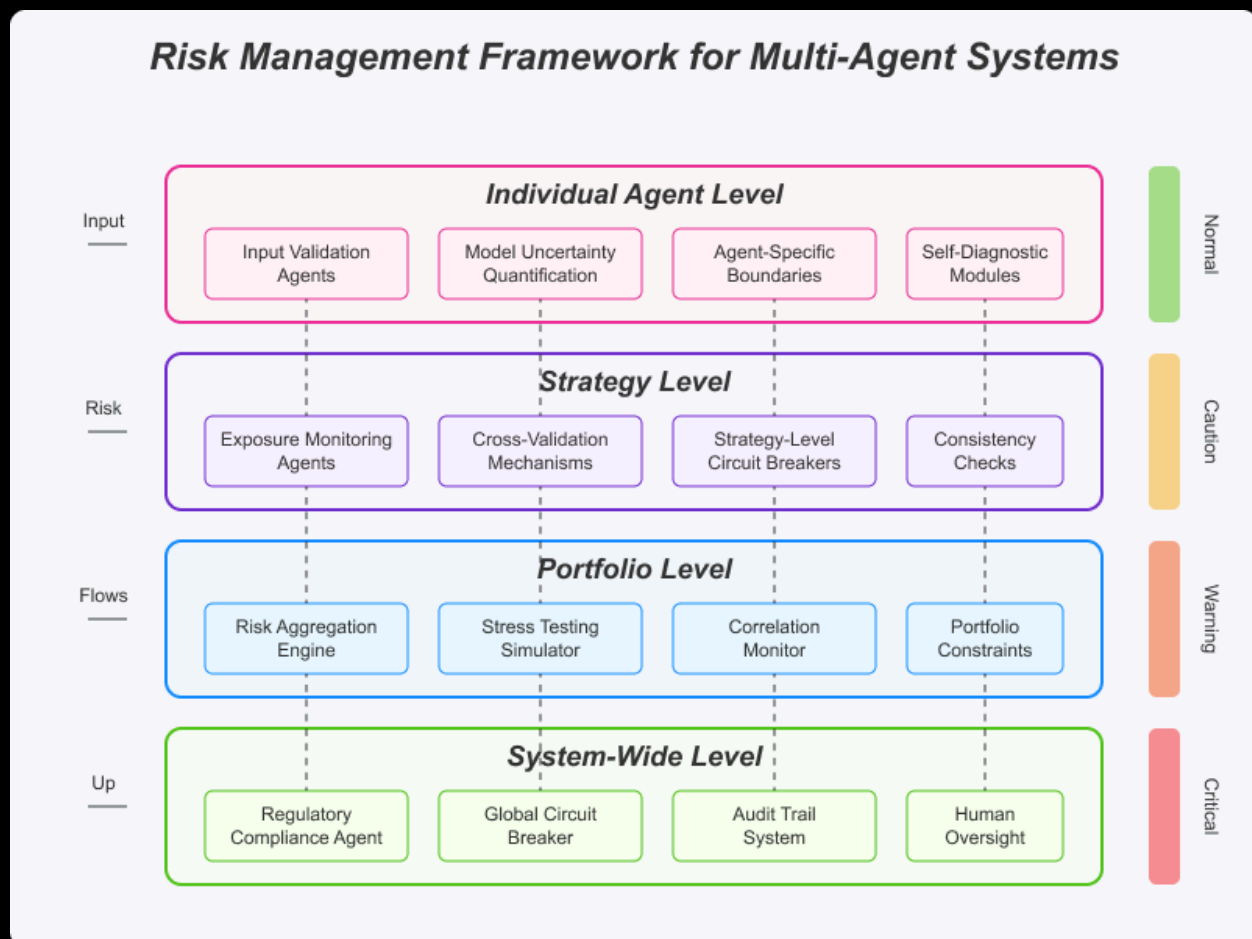 Risk Management Framework for Multi-Agent Systems
Input
Individual Agent Level
Input Validation
Agents
Model Uncertainty
Quantification
Agent-Specific
Boundaries
Self-Diagnostic
Modules
Normal
Risk
Strategy Level
Exposure Monitoring
Agents
Cross-Validation
Mechanisms
Strategy-Level
Circuit Breakers
Consistency
Checks
Caution
Flows
Portfolio Level
Risk Aggregation
Engine
Stress Testing
Simulator
Correlation
Monitor
Portfolio
Constraints
Warning
Up
System-Wide Level
Regulatory
Compliance Agent
Global Circuit
Breaker
Audit Trail
System
Human
Oversight
Critical